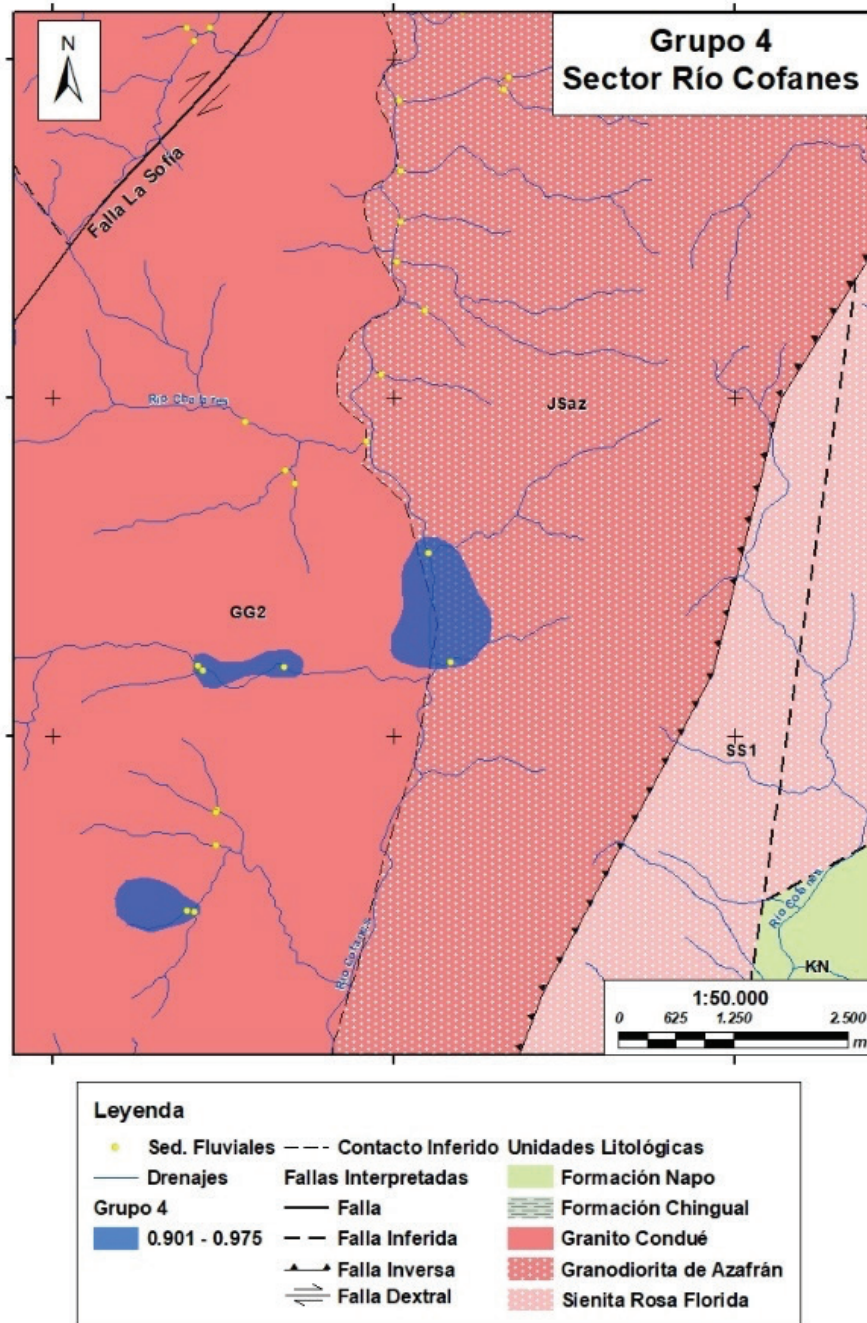 Grupo 4
Sector Río Cofanes
N
Falla La Sofía
Río Chalares
JSaz
GG2
SS1
Río Cofanes
Río Cofanes
KN
1:50.000
0 625 1.250 2.500
m
Leyenda
Sed. Fluviales
Drenajes
Grupo 4
0.901 - 0.975
Contacto Inferido
Fallas Interpretadas
Falla
Falla Inferida
Falla Inversa
Falla Dextral
Unidades Litológicas
Formación Napo
Formación Chingual
Granito Condué
Granodiorita de Azafrán
Sienita Rosa Florida